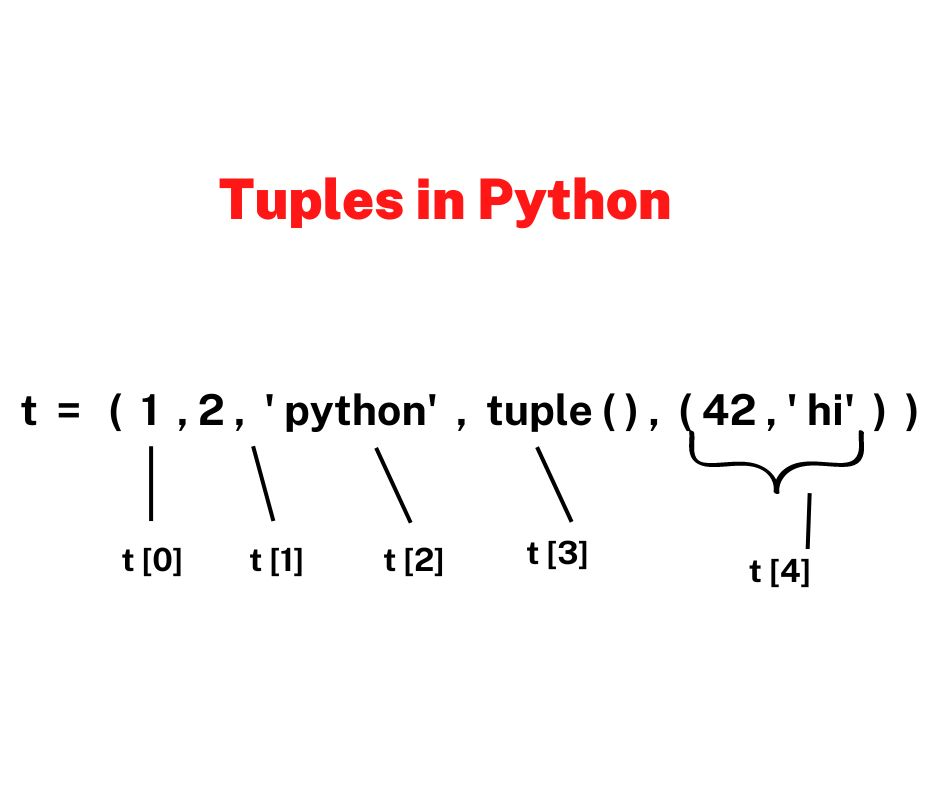 Tuples in Python
t = ( 1 , 2 , ' python' , tuple ( ) , ( 42 , ' hi' ) )
t [0] t [1] t [2] t [3] t [4]